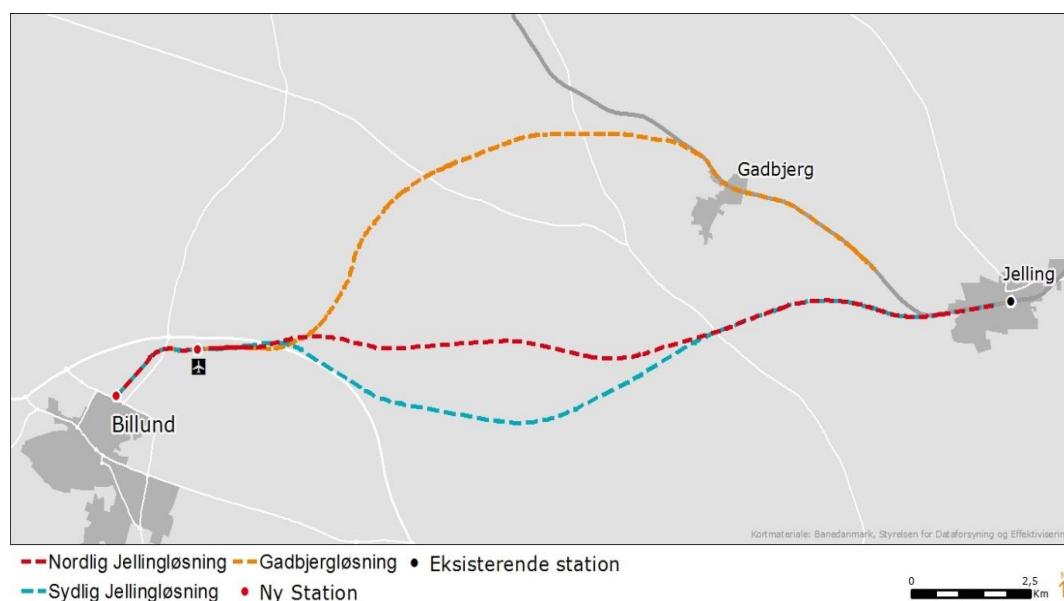 Gadbjerg
Jelling
Billund
Kortmateriale: Banedanmark, Styrelsen for Dataforsyning og Effektivisering
Nordlig Jellingløsning Gadbjergløsning Eksisterende station
Sydlig Jellingløsning Ny Station
0 2,5
Km